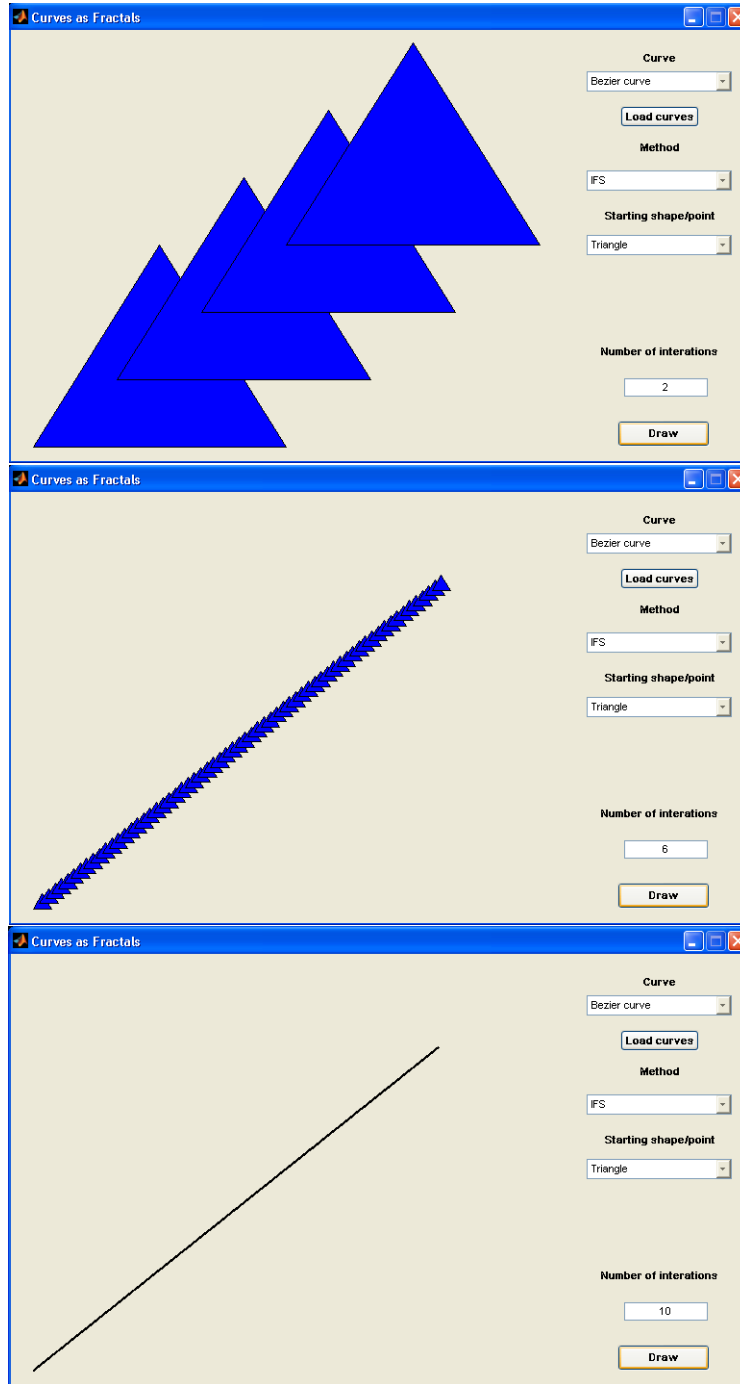 Curves as Fractals
Curve
Bezier curve
Load curves
Method
IFS
Starting shape/point
Triangle
Number of interations
2
Draw
Curves as Fractals
Curve
Bezier curve
Load curves
Method
IFS
Starting shape/point
Triangle
Number of interations
6
Draw
Curves as Fractals
Curve
Bezier curve
Load curves
Method
IFS
Starting shape/point
Triangle
Number of interations
10
Draw